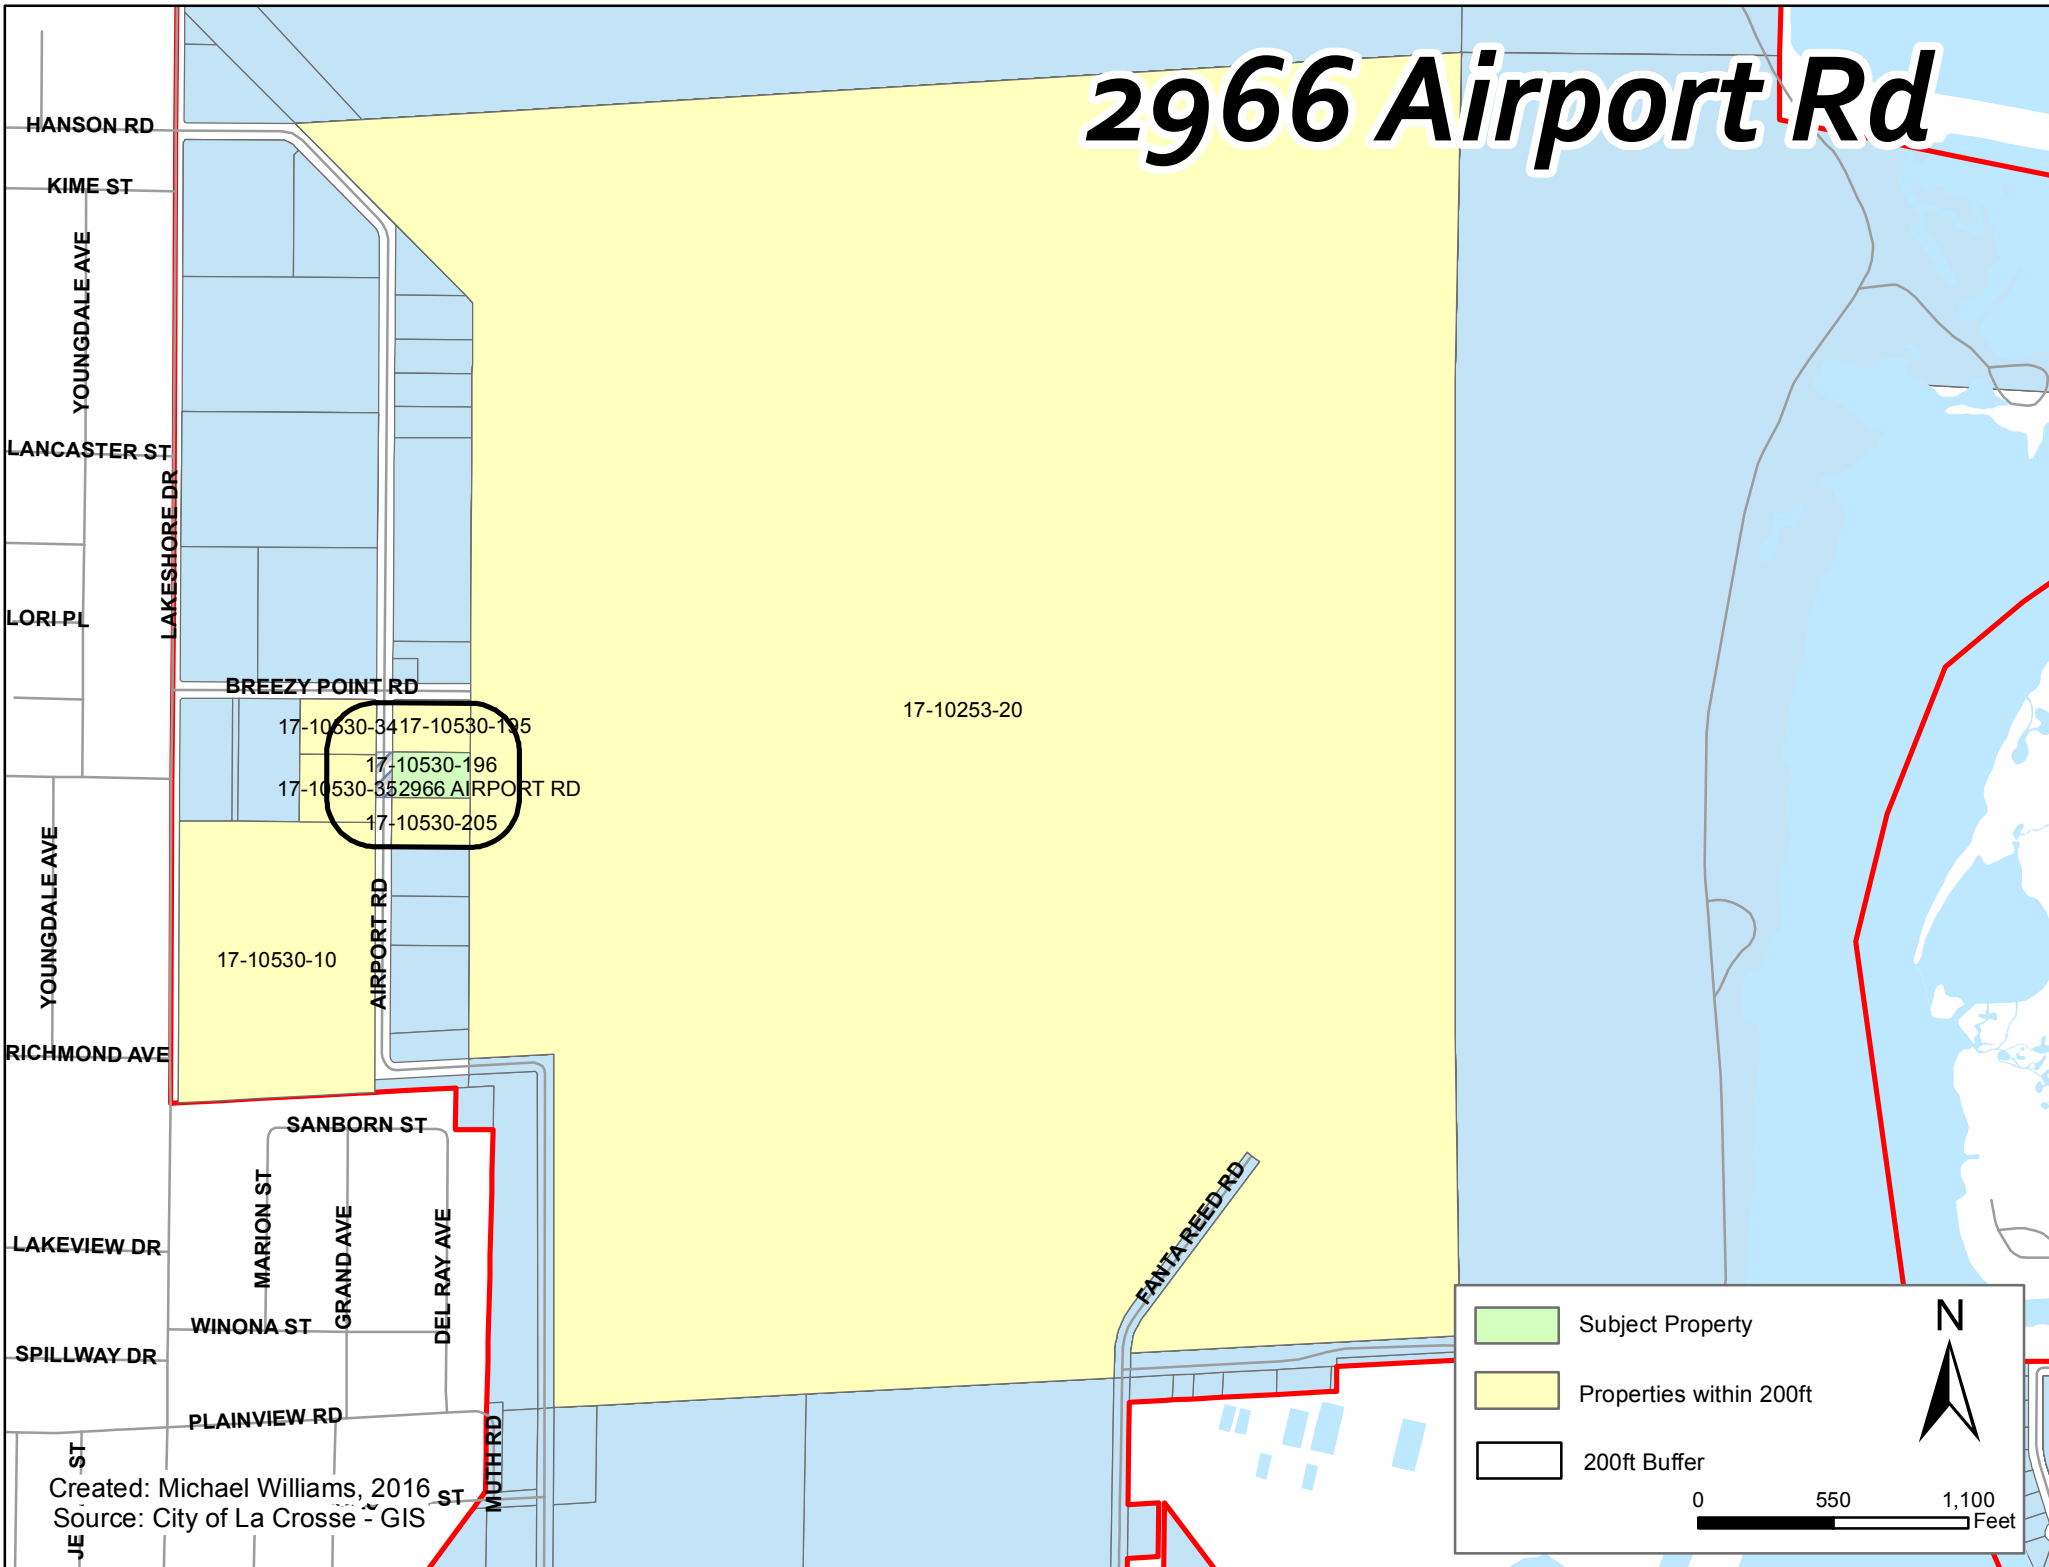 2966 Airport Rd
HANSON RD
KIME ST
YOUNGDALE AVE
LANCASTER ST
LAKESHORE DR
LORI PL
BREEZY POINT RD
17-10530-34
17-10530-195
17-10253-20
17-10530-196
17-10530-35
2966 AIRPORT RD
17-10530-205
YOUNGDALE AVE
AIRPORT RD
17-10530-10
RICHMOND AVE
SANBORN ST
MARION ST
GRAND AVE
DEL RAY AVE
FANTA REED RD
LAKEVIEW DR
WINONA ST
SPILLWAY DR
PLAINVIEW RD
MUTH RD
ST
ST
JE
Created: Michael Williams, 2016
Source: City of La Crosse - GIS
Subject Property
Properties within 200ft
200ft Buffer
N
0 550 1,100
Feet